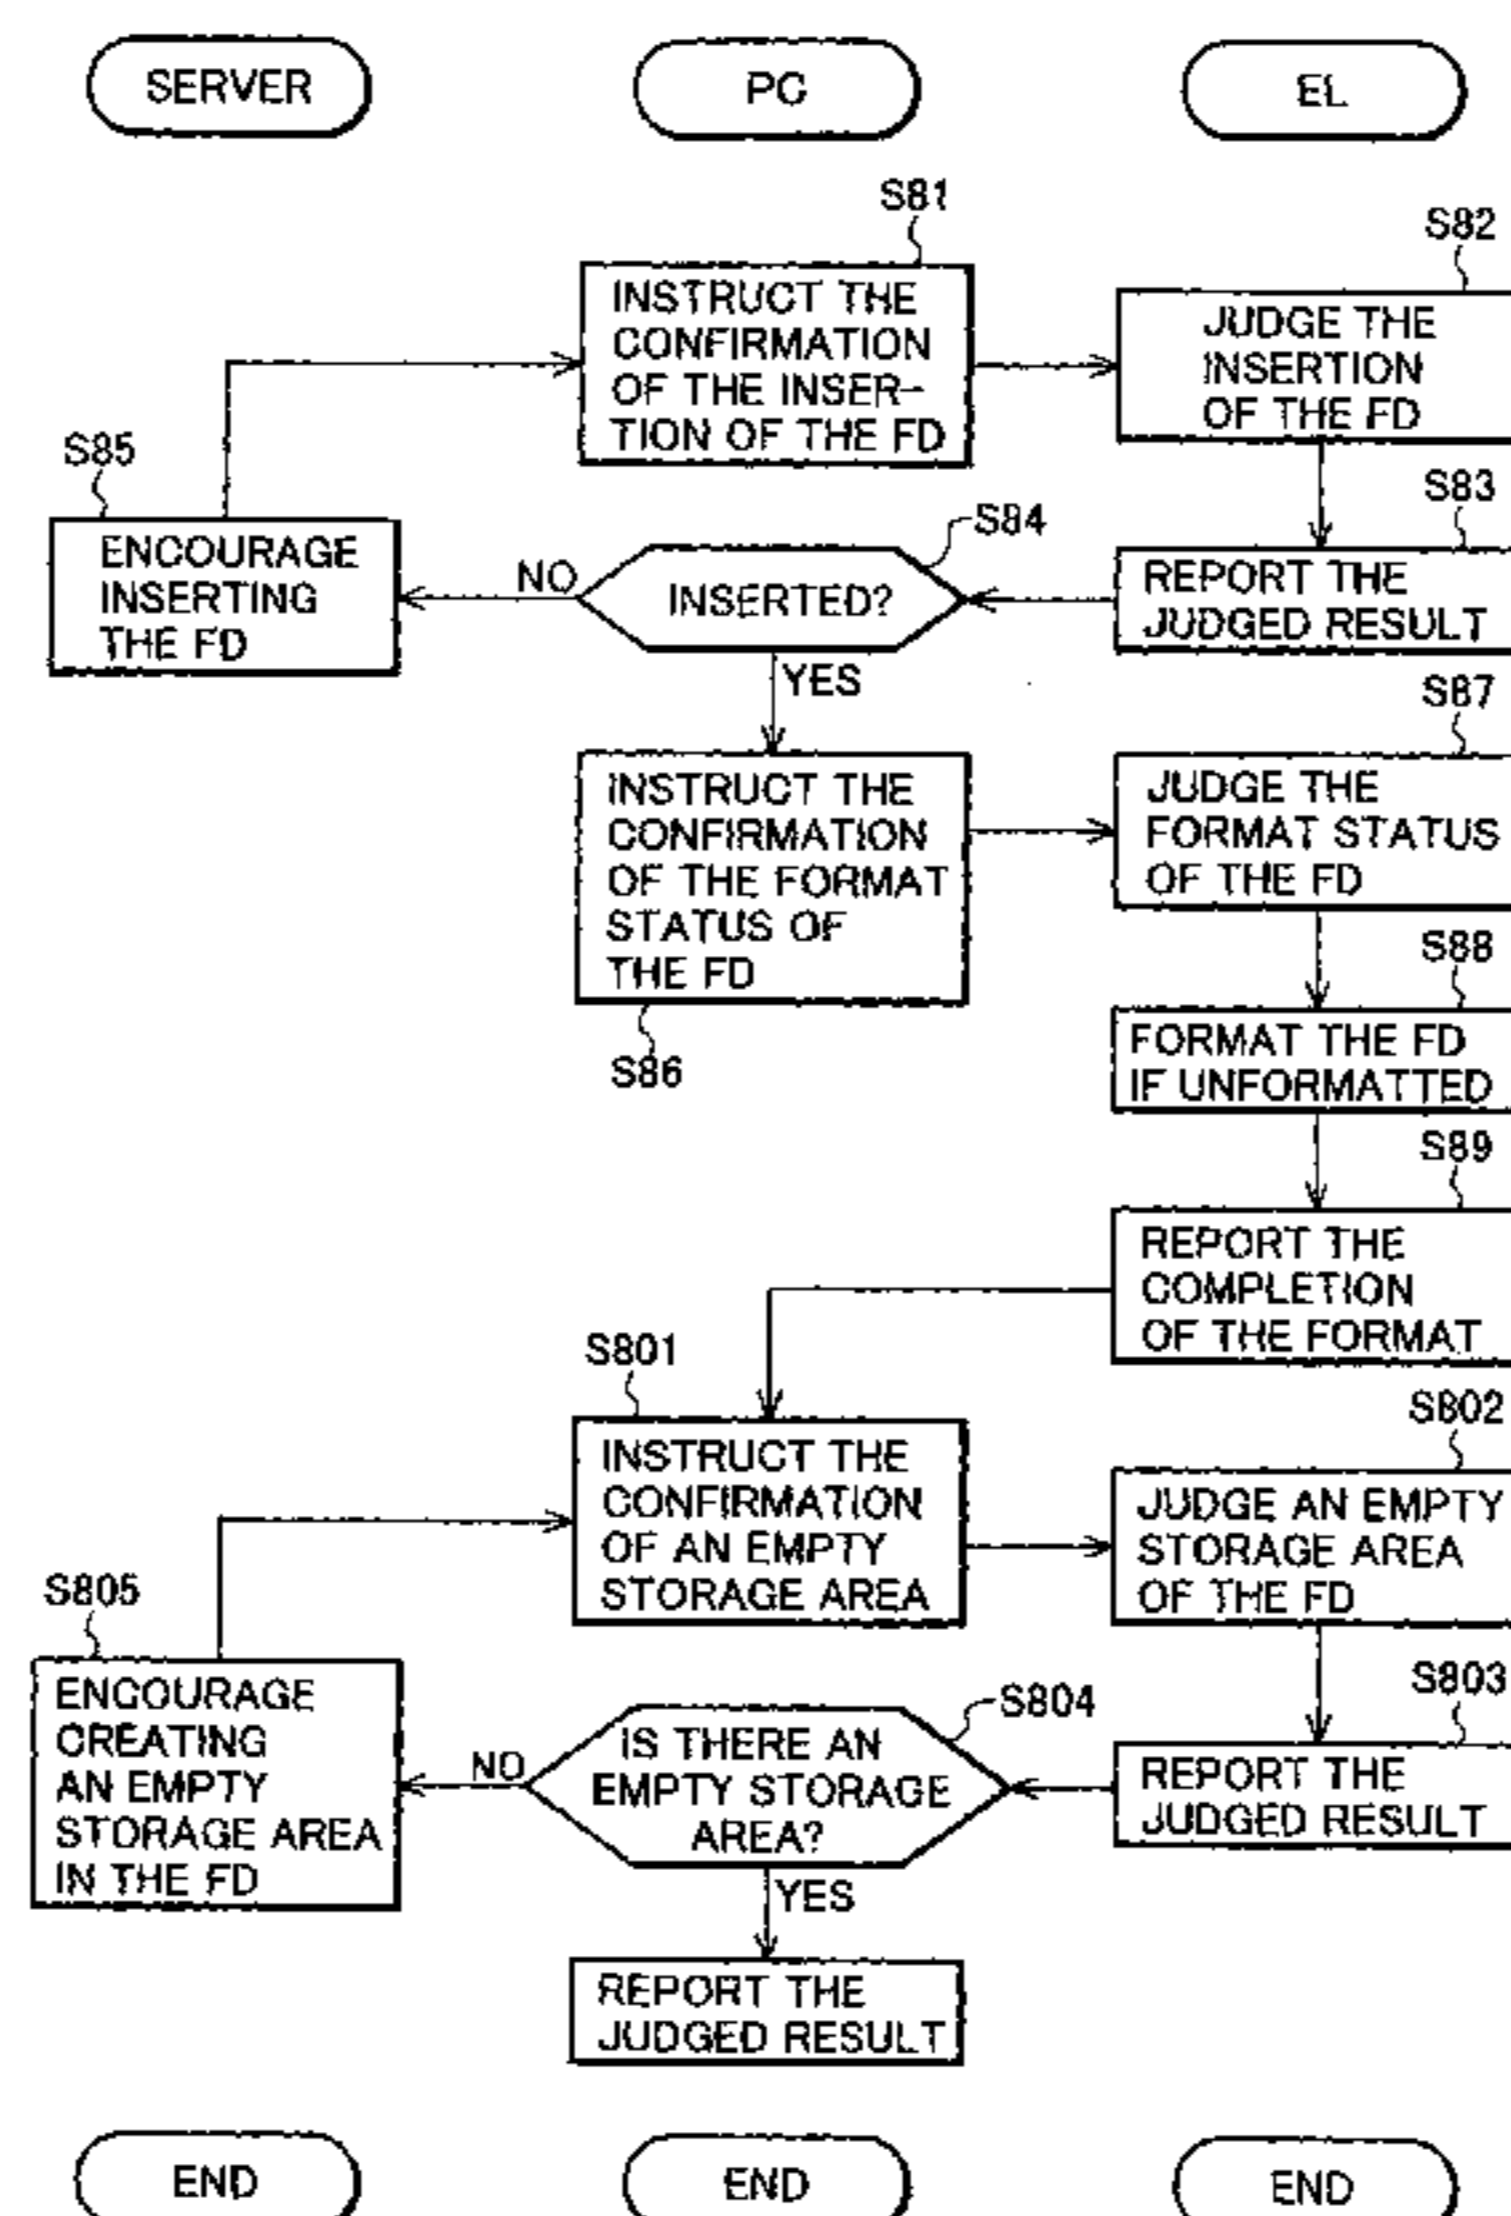 SERVER
PC
EL
S81
S82
INSTRUCT THE
CONFIRMATION
OF THE INSER-
TION OF THE FD
JUDGE THE
INSERTION
OF THE FD
S85
S83
S84
ENCOURAGE
INSERTING
THE FD
NO
INSERTED?
REPORT THE
JUDGED RESULT
YES
S87
INSTRUCT THE
CONFIRMATION
OF THE FORMAT
STATUS OF
THE FD
JUDGE THE
FORMAT STATUS
OF THE FD
S88
S86
FORMAT THE FD
IF UNFORMATTED
S89
REPORT THE
COMPLETION
OF THE FORMAT
S801
S802
INSTRUCT THE
CONFIRMATION
OF AN EMPTY
STORAGE AREA
JUDGE AN EMPTY
STORAGE AREA
OF THE FD
S805
S803
S804
ENCOURAGE
CREATING
AN EMPTY
STORAGE AREA
IN THE FD
NO
IS THERE AN
EMPTY STORAGE
AREA?
REPORT THE
JUDGED RESULT
YES
REPORT THE
JUDGED RESULT
END
END
END